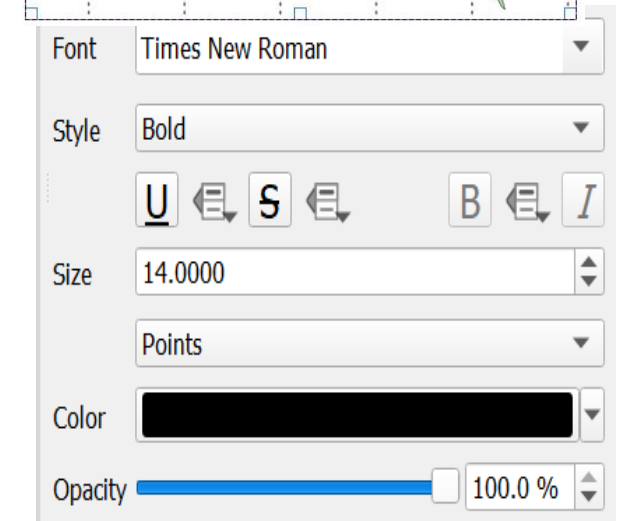 Font Times New Roman
Style Bold
U S B I
Size 14.0000
Points
Color
Opacity 100.0 %